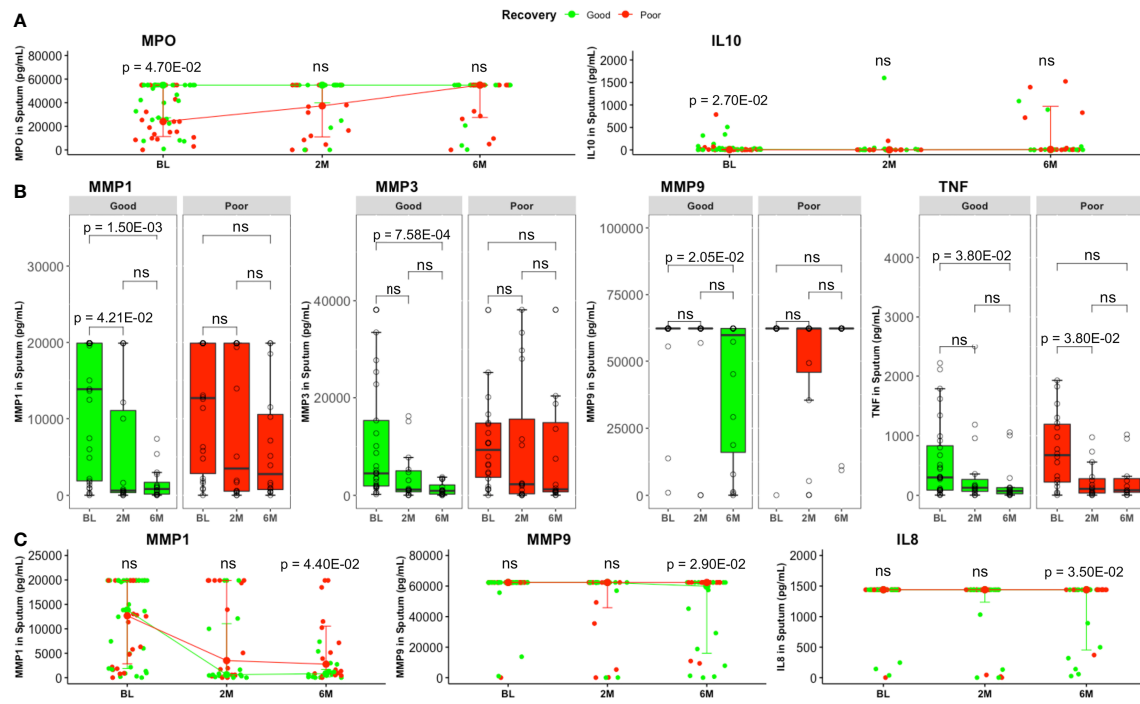 A
Recovery Good Poor
MPO
IL10
MPO in Sputum (pg/mL)
80000
60000
40000
20000
0
p = 4.70E-02
ns
ns
BL 2M 6M
IL10 in Sputum (pg/mL)
2000
1500
1000
500
0
p = 2.70E-02
ns
ns
BL 2M 6M
B
MMP1
MMP3
MMP9
TNF
Good Poor
MMP1 in Sputum (pg/mL)
30000
20000
10000
0
p = 1.50E-03
ns
p = 4.21E-02
ns
ns
ns
BL 2M 6M BL 2M 6M
Good Poor
MMP3 in Sputum (pg/mL)
40000
20000
0
p = 7.58E-04
ns
ns
ns
ns
ns
BL 2M 6M BL 2M 6M
Good Poor
MMP9 in Sputum (pg/mL)
100000
75000
50000
25000
0
p = 2.05E-02
ns
ns
ns
ns
ns
BL 2M 6M BL 2M 6M
Good Poor
TNF in Sputum (pg/mL)
4000
3000
2000
1000
0
p = 3.80E-02
ns
ns
ns
ns
p = 3.80E-02
BL 2M 6M BL 2M 6M
C
MMP1
MMP9
IL8
MMP1 in Sputum (pg/mL)
25000
20000
15000
10000
5000
0
ns
ns
p = 4.40E-02
BL 2M 6M
MMP9 in Sputum (pg/mL)
80000
60000
40000
20000
0
ns
ns
p = 2.90E-02
BL 2M 6M
IL8 in Sputum (pg/mL)
2000
1500
1000
500
0
ns
ns
p = 3.50E-02
BL 2M 6M